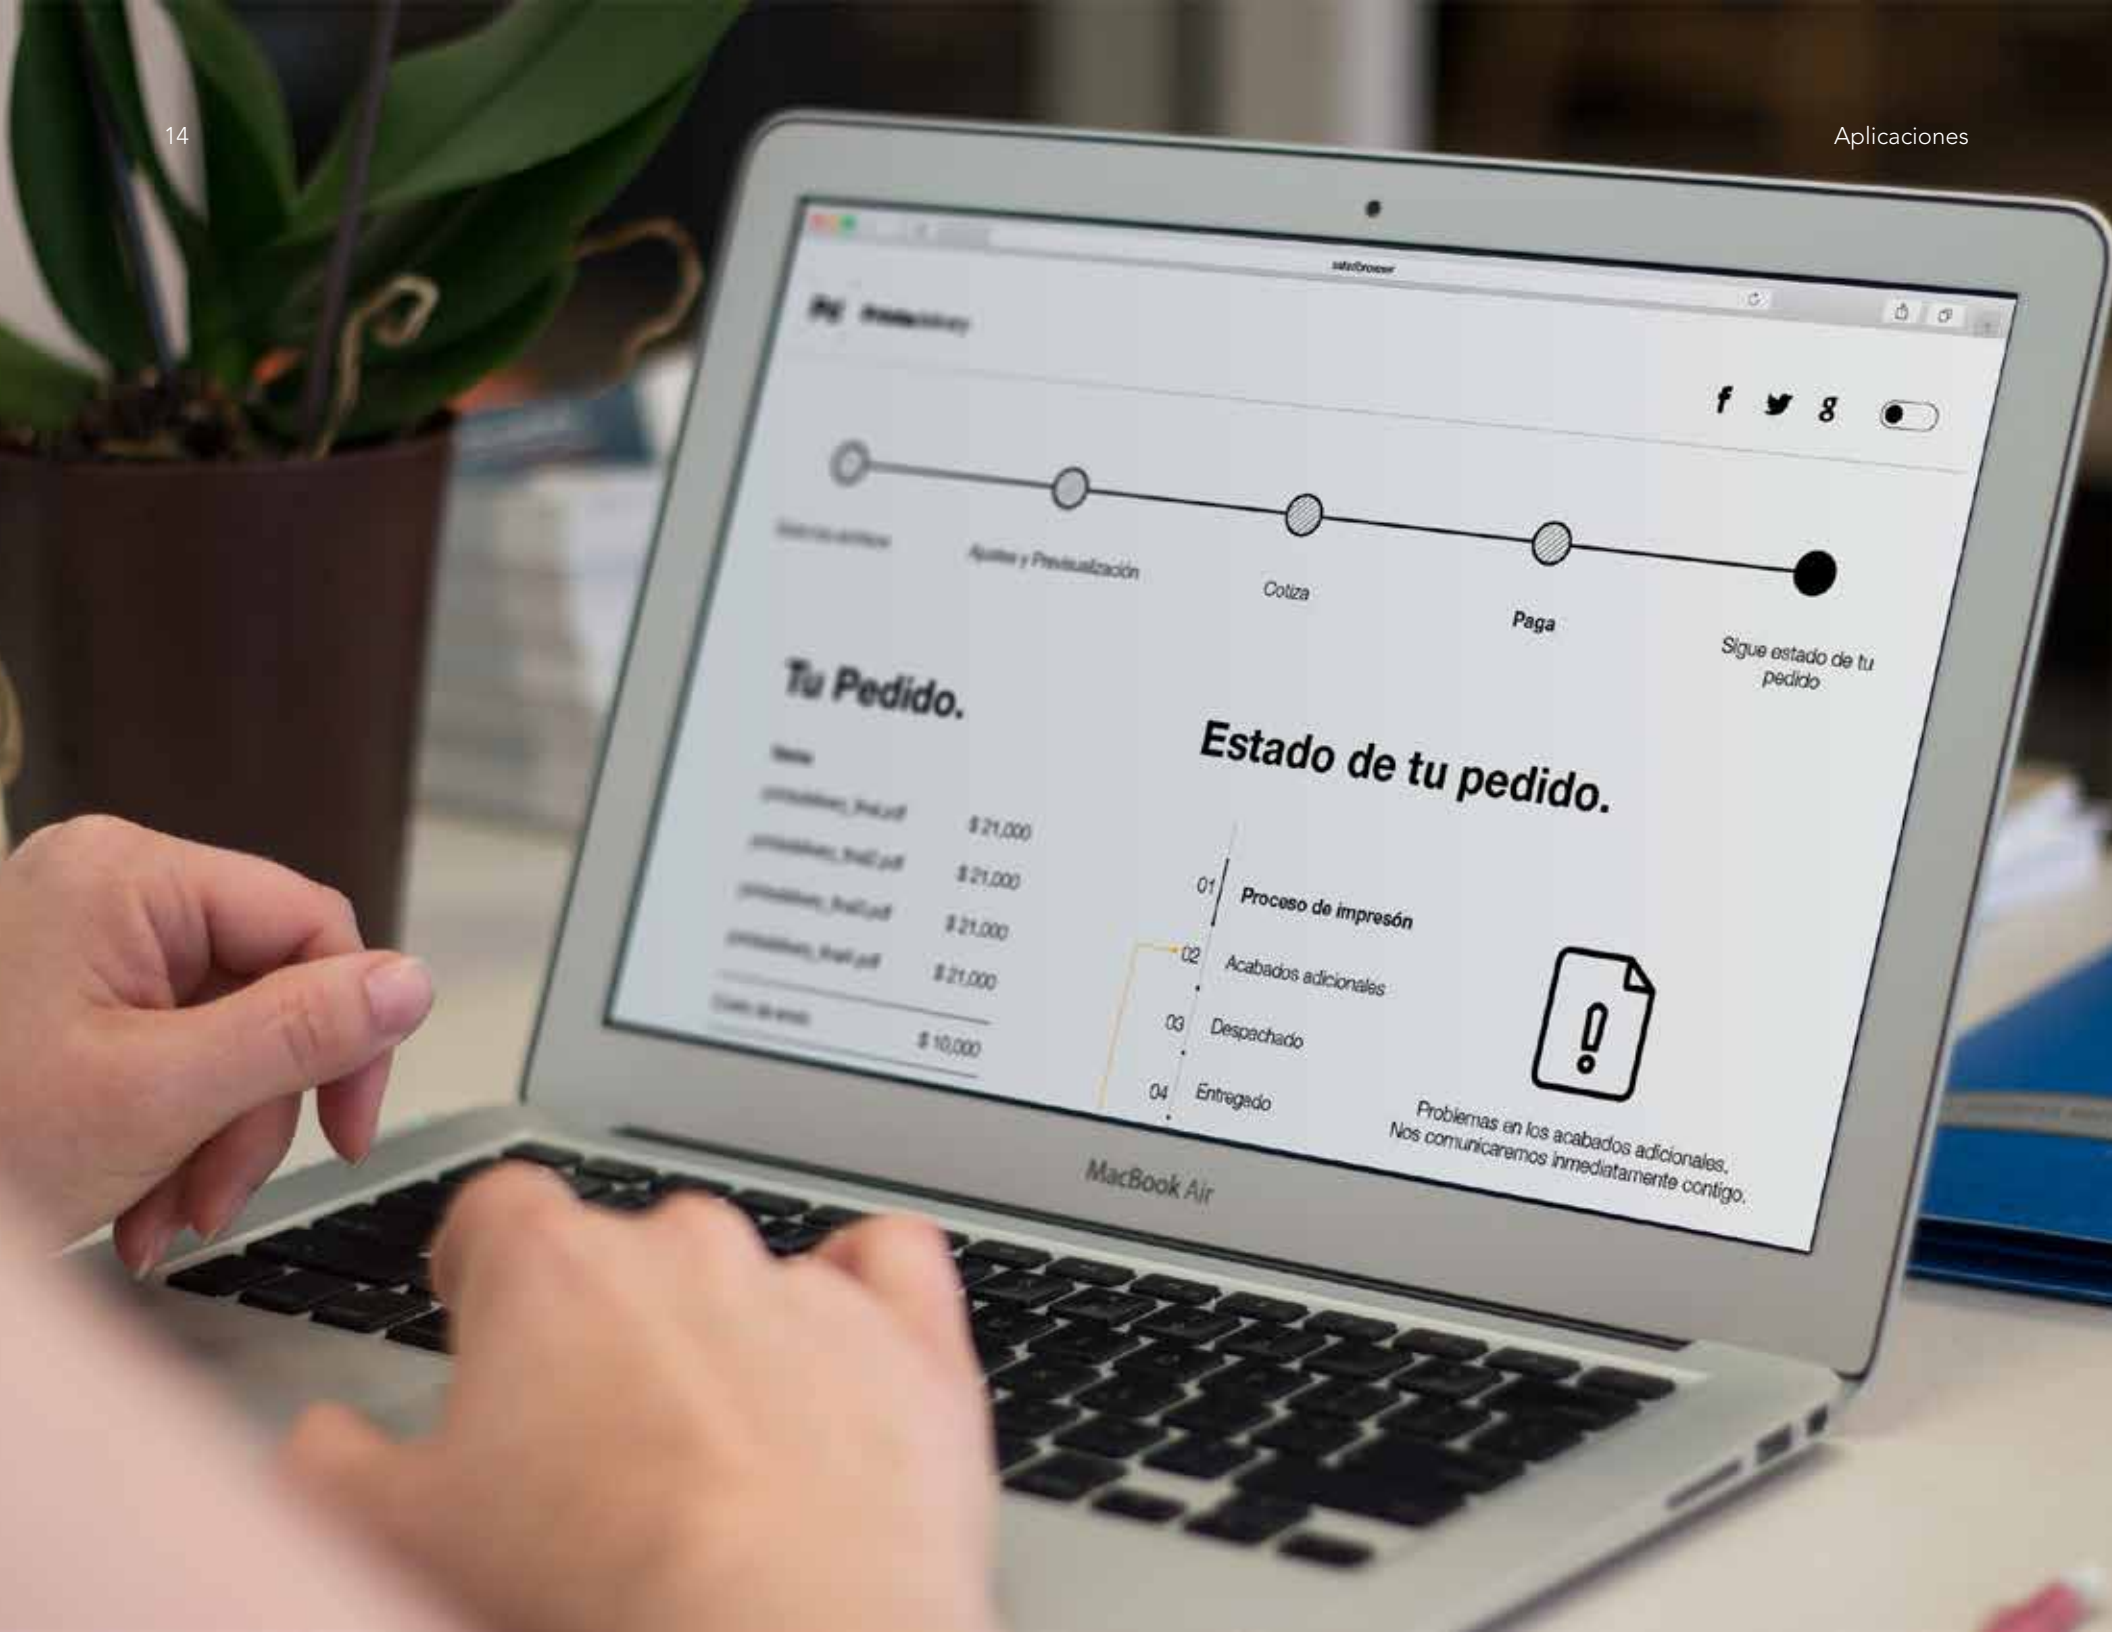 14
Aplicaciones
f
g
Ajustes y Previsualización
Cotiza
Paga
Sigue estado de tu
pedido
Tu Pedido.
$ 21,000
$ 21,000
$ 21,000
$ 21,000
$ 10,000
Estado de tu pedido.
01 Proceso de impresón
02 Acabados adicionales
03 Despachado
04 Entregado
Problemas en los acabados adicionales.
Nos comunicaremos inmediatamente contigo.
MacBook Air